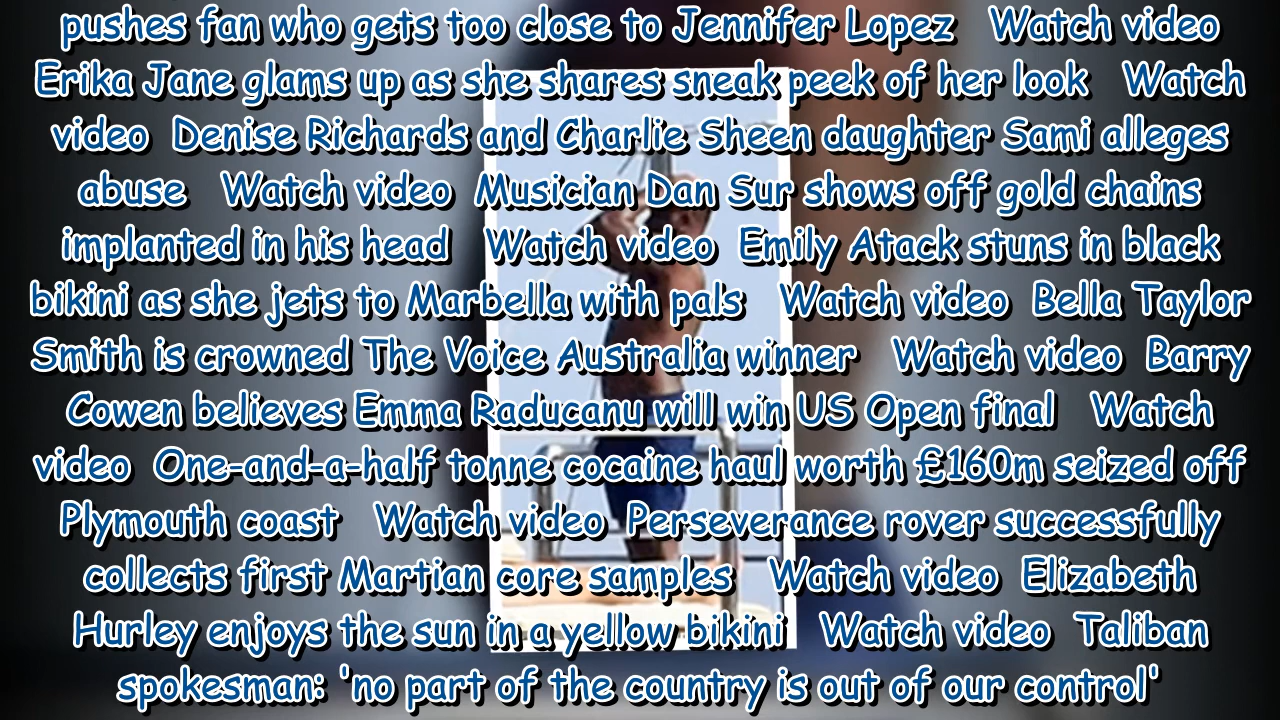 pushes fan who gets too close to Jennifer Lopez Watch video
Erika Jane glams up as she shares sneak peek of her look Watch
video Denise Richards and Charlie Sheen daughter Sami alleges
abuse Watch video Musician Dan Sur shows off gold chains
implanted in his head Watch video Emily Atack stuns in black
bikini as she jets to Marbella with pals Watch video Bella Taylor
Smith is crowned The Voice Australia winner Watch video Barry
Cowen believes Emma Raducanu will win US Open final Watch
video One-and-a-half tonne cocaine haul worth £160m seized off
Plymouth coast Watch video Perseverance rover successfully
collects first Martian core samples Watch video Elizabeth
Hurley enjoys the sun in a yellow bikini Watch video Taliban
spokesman: 'no part of the country is out of our control'